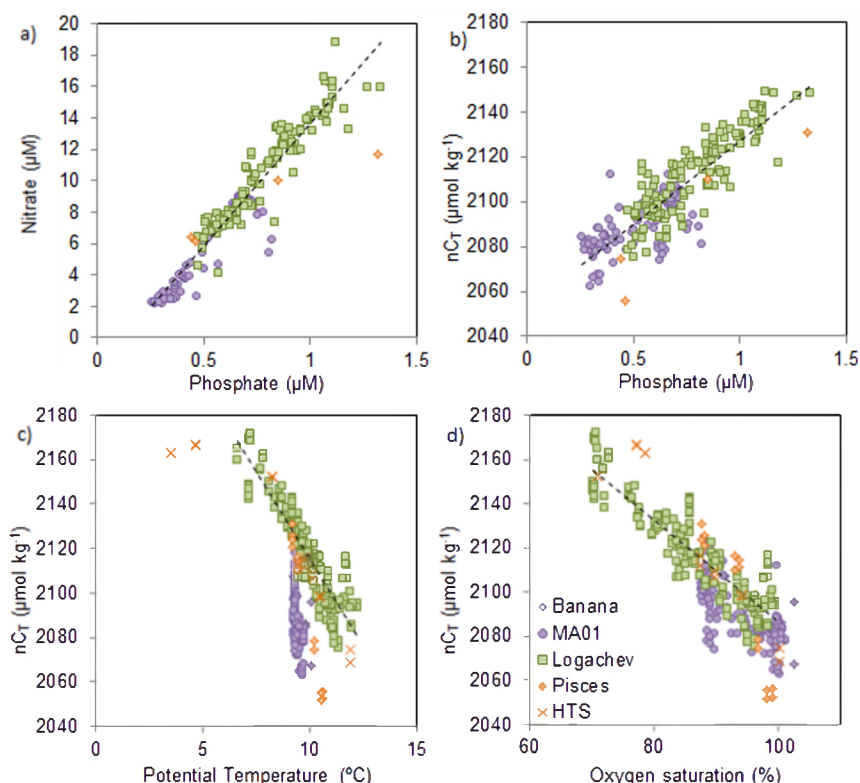 a)
20
18
16
14
12
10
8
6
4
2
0
Nitrate (µM)
0 0.5 1 1.5
Phosphate (µM)
b)
2180
2160
2140
2120
2100
2080
2060
2040
nCT (µmol kg-1)
0 0.5 1 1.5
Phosphate (µM)
c)
2180
2160
2140
2120
2100
2080
2060
2040
nCT (µmol kg-1)
0 5 10 15
Potential Temperature (ºC)
d)
2180
2160
2140
2120
2100
2080
2060
2040
nCT (µmol kg-1)
Banana
MA01
Logachev
Pisces
HTS
60 80 100
Oxygen saturation (%)